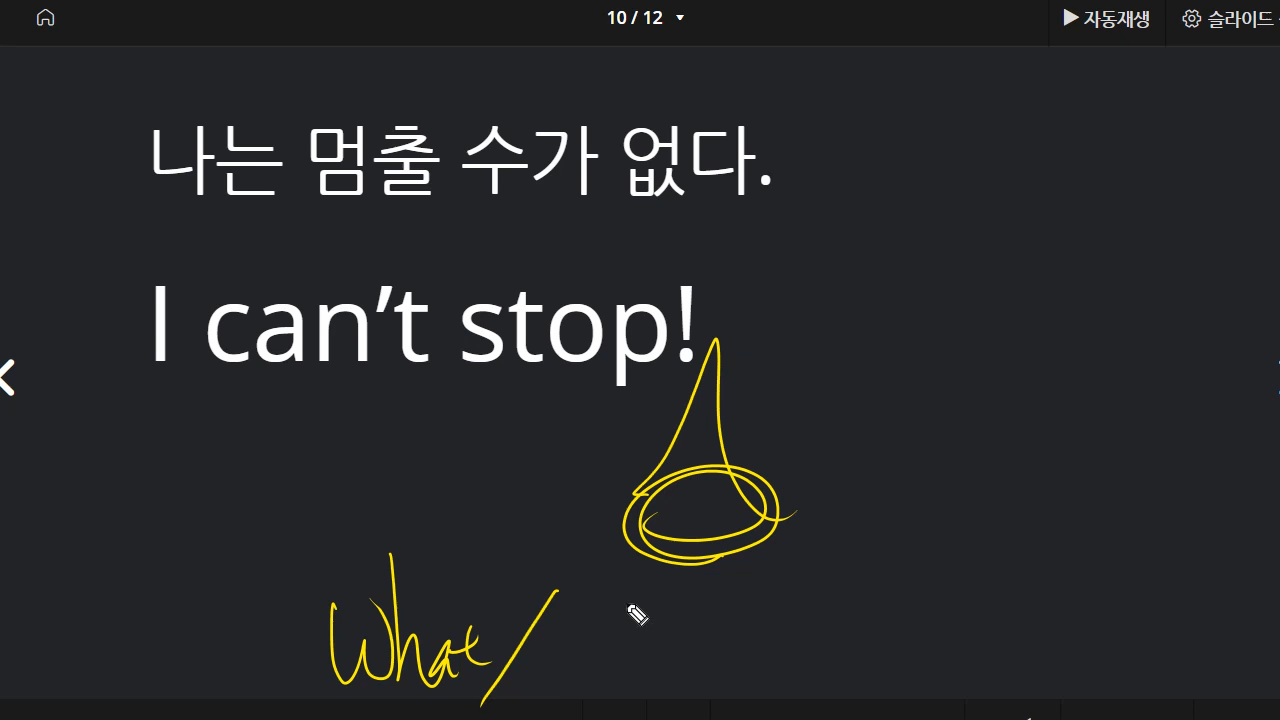 10 / 12
자동재생
슬라이드
나는 멈출 수가 없다.
I can’t stop!
What/